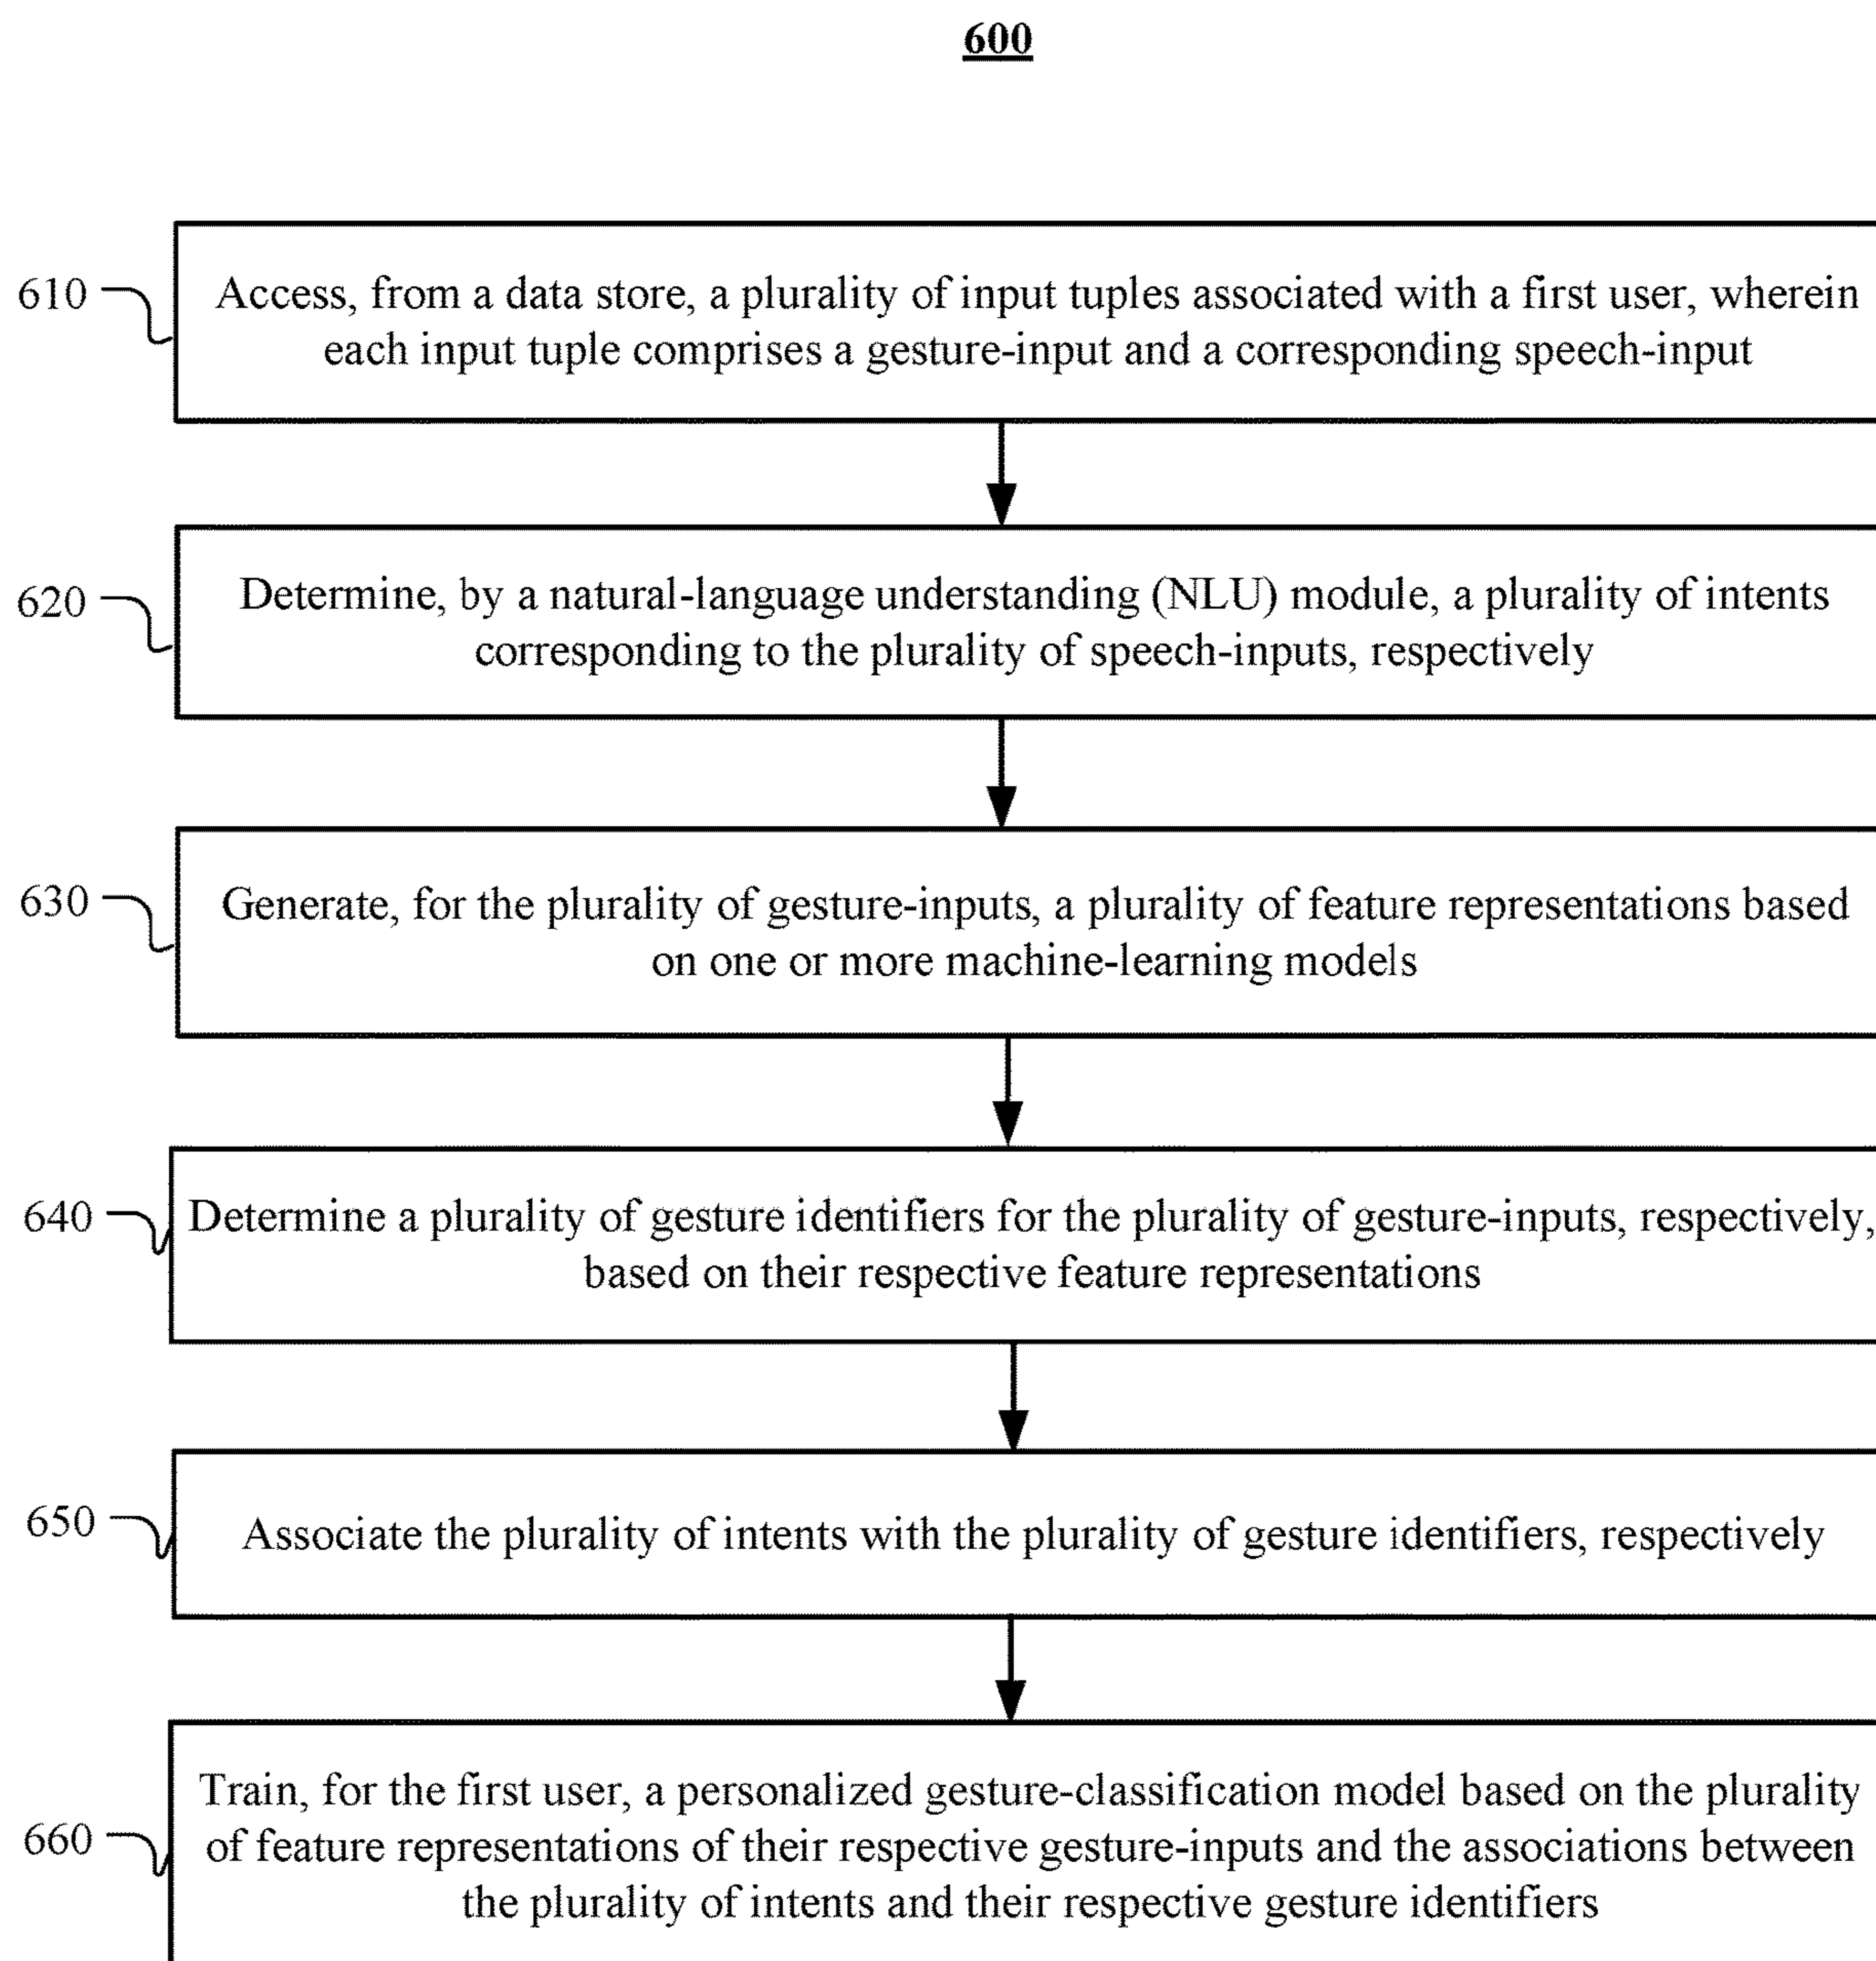 600
610
Access, from a data store, a plurality of input tuples associated with a first user, wherein
each input tuple comprises a gesture-input and a corresponding speech-input
620
Determine, by a natural-language understanding (NLU) module, a plurality of intents
corresponding to the plurality of speech-inputs, respectively
630
Generate, for the plurality of gesture-inputs, a plurality of feature representations based
on one or more machine-learning models
640
Determine a plurality of gesture identifiers for the plurality of gesture-inputs, respectively,
based on their respective feature representations
650
Associate the plurality of intents with the plurality of gesture identifiers, respectively
660
Train, for the first user, a personalized gesture-classification model based on the plurality
of feature representations of their respective gesture-inputs and the associations between
the plurality of intents and their respective gesture identifiers